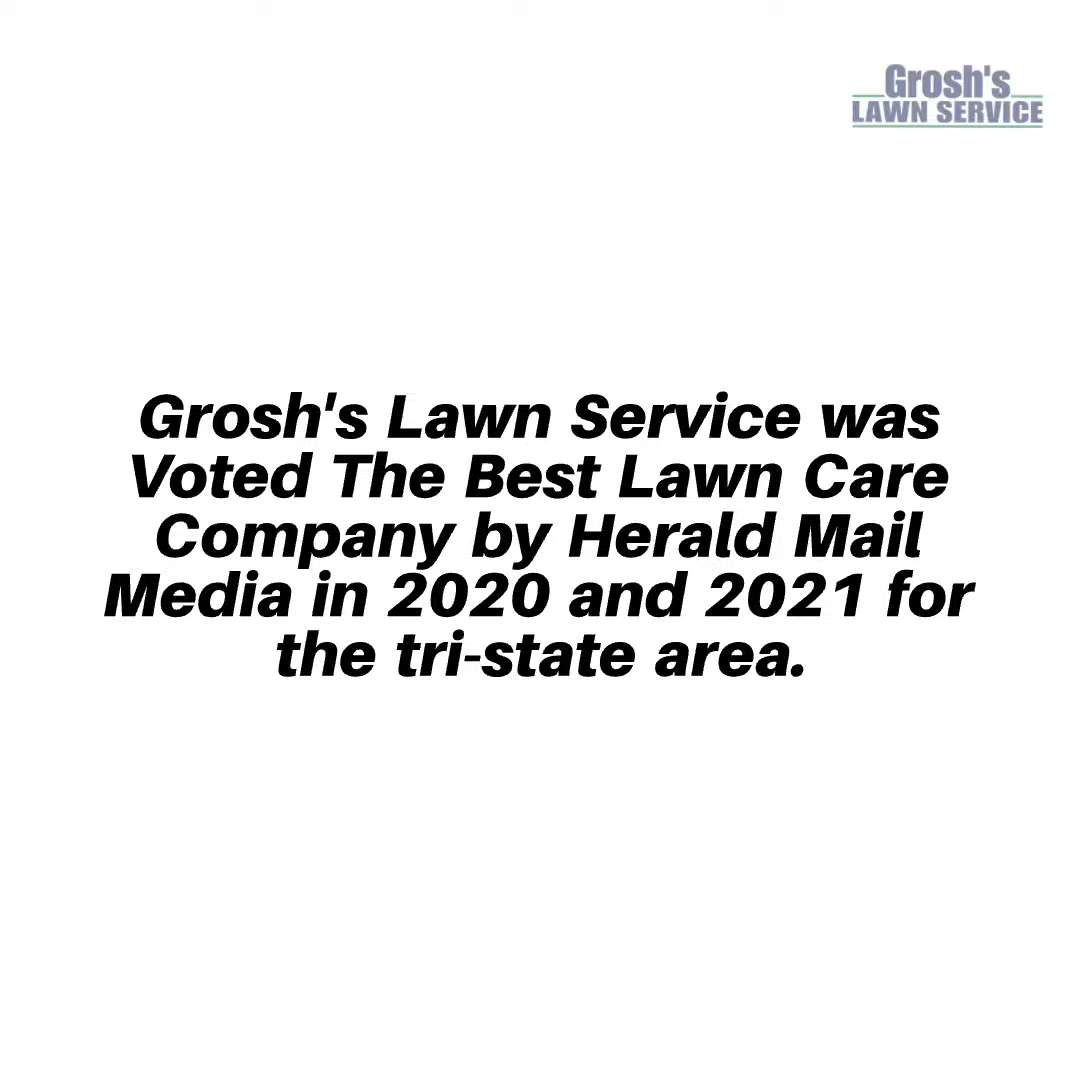 Grosh's
LAWN SERVICE
Grosh's Lawn Service was
Voted The Best Lawn Care
Company by Herald Mail
Media in 2020 and 2021 for
the tri-state area.